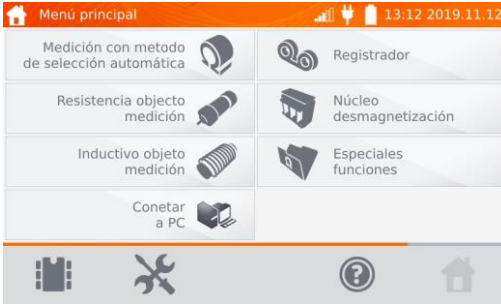 Menú principal
13:12 2019.11.12
Medición con metodo
de selección automática
Registrador
Resistencia objecto
medición
Núcleo
desmagnetización
Inductivo objeto
medición
Especiales
funciones
Conetar
a PC